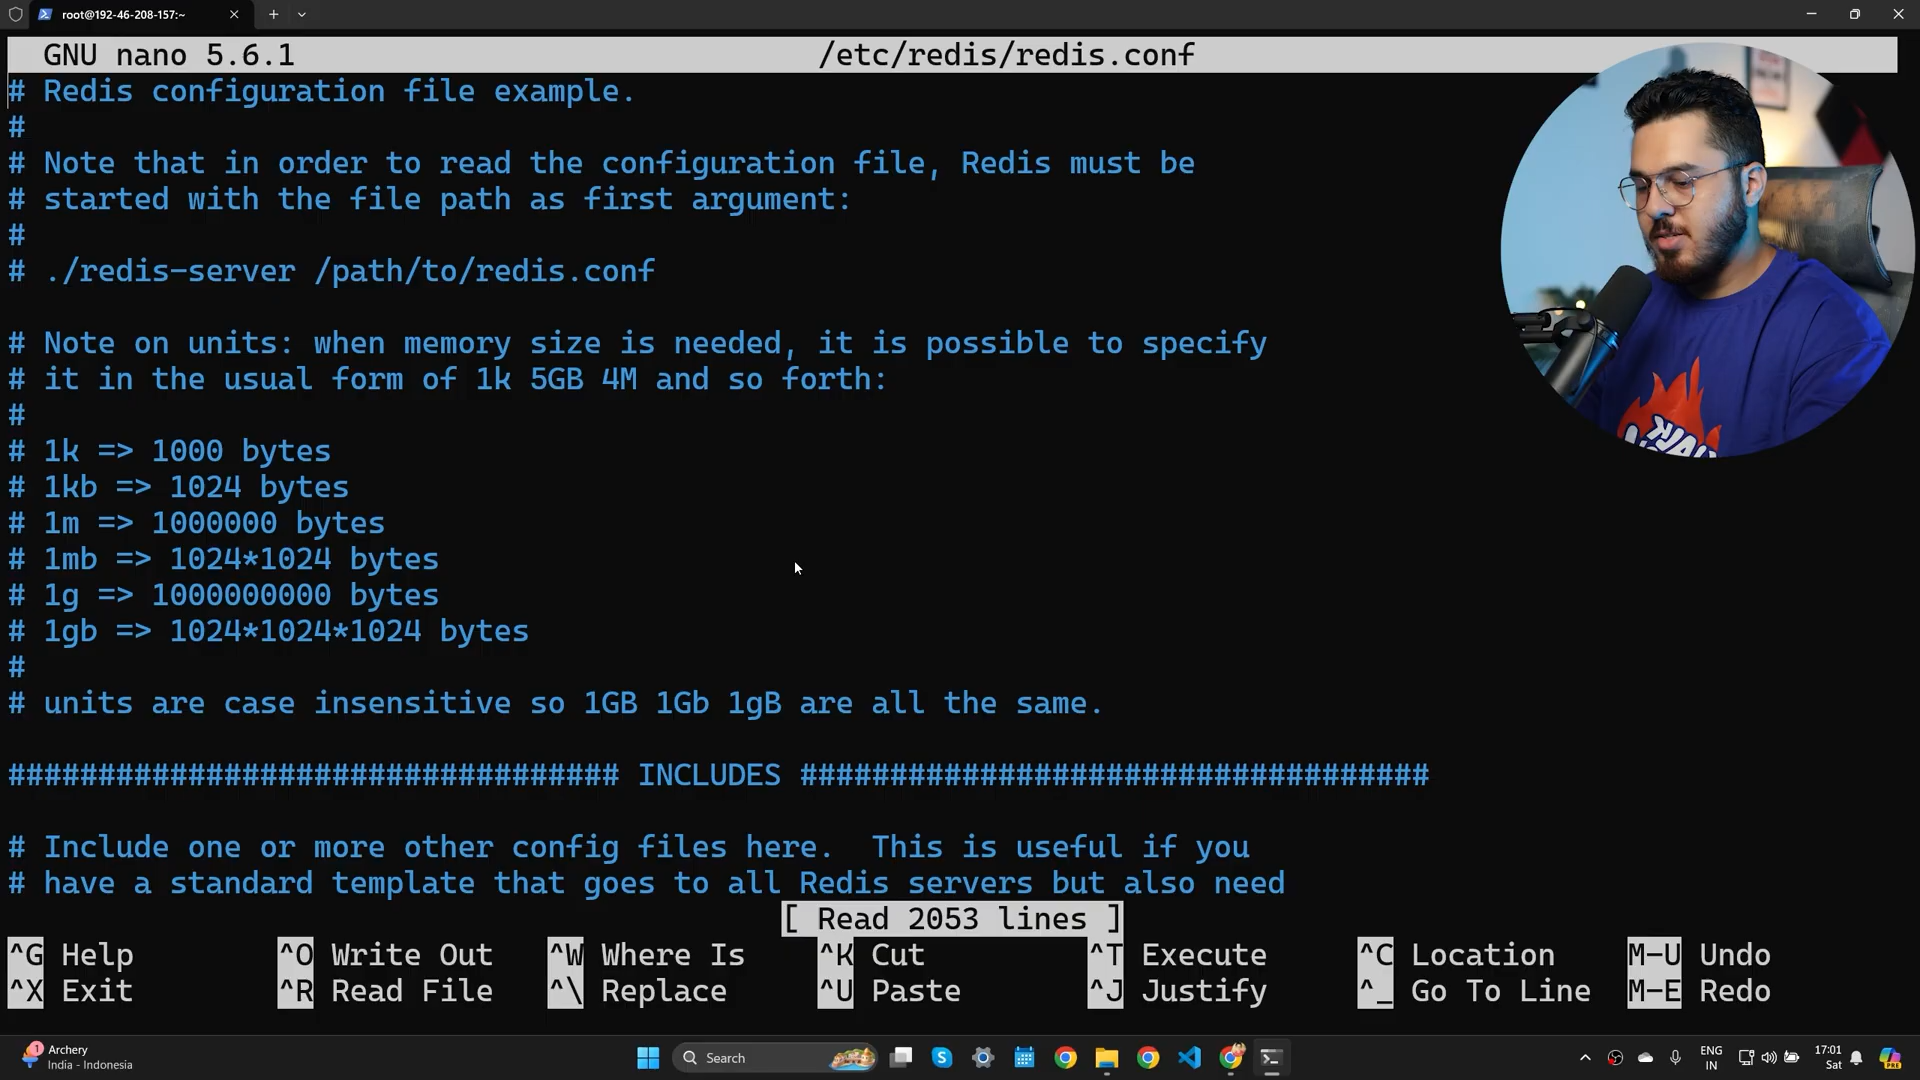 root@192-46-208-157:~
GNU nano 5.6.1
/etc/redis/redis.conf
# Redis configuration file example.
#
# Note that in order to read the configuration file, Redis must be
# started with the file path as first argument:
#
# ./redis-server /path/to/redis.conf
# Note on units: when memory size is needed, it is possible to specify
# it in the usual form of 1k 5GB 4M and so forth:
#
# 1k => 1000 bytes
# 1kb => 1024 bytes
# 1m => 1000000 bytes
# 1mb => 1024*1024 bytes
# 1g => 1000000000 bytes
# 1gb => 1024*1024*1024 bytes
#
# units are case insensitive so 1GB 1Gb 1gB are all the same.
################################## INCLUDES ###################################
# Include one or more other config files here.  This is useful if you
# have a standard template that goes to all Redis servers but also need
[ Read 2053 lines ]
^G Help ^O Write Out ^W Where Is ^K Cut ^T Execute ^C Location M-U Undo
^X Exit ^R Read File ^\ Replace ^U Paste ^J Justify ^_ Go To Line M-E Redo
1
Archery
India - Indonesia
Search
ENG
IN
17:01
Sat
PRE